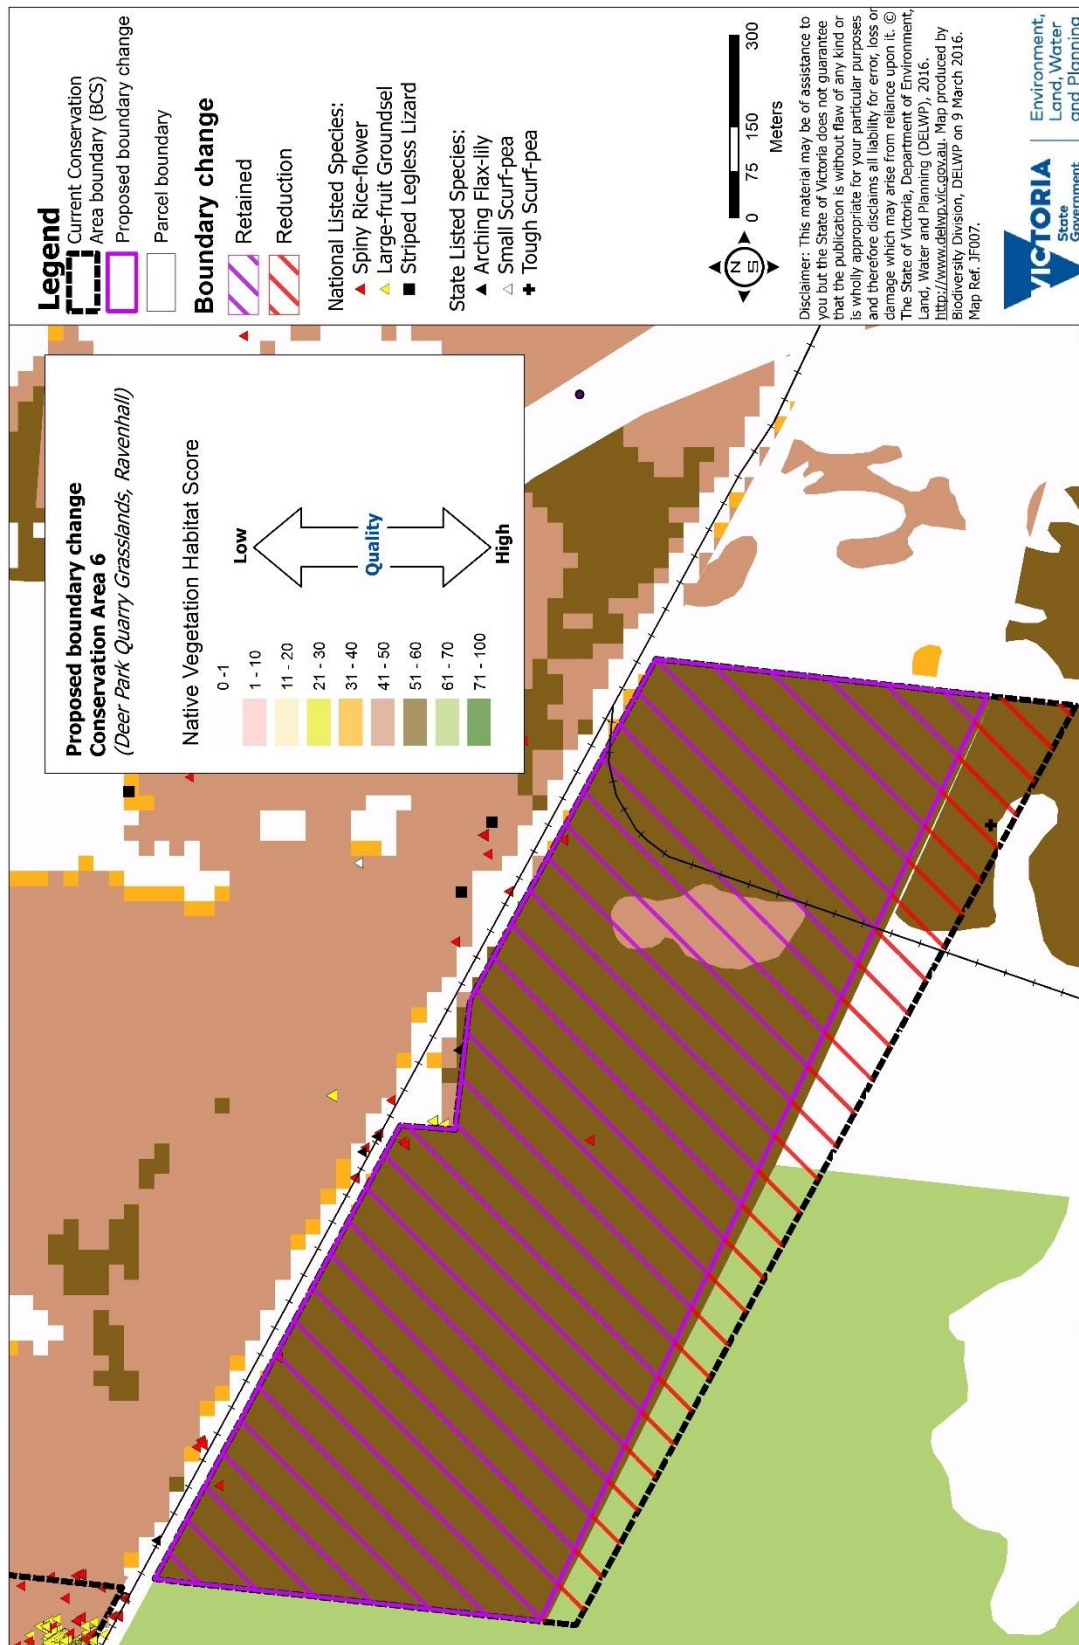 Proposed boundary change
Conservation Area 6
(Deer Park Quarry Grasslands, Ravenhall)
Native Vegetation Habitat Score
0 -1
1 - 10
11 - 20
21 - 30
31 - 40
41 - 50
51 - 60
61 - 70
71 - 100
Low
Quality
High
Legend
Current Conservation
Area boundary (BCS)
Proposed boundary change
Parcel boundary
Boundary change
Retained
Reduction
National Listed Species:
Spiny Rice-flower
Large-fruit Groundsel
Striped Legless Lizard
State Listed Species:
Arching Flax-lily
Small Scurf-pea
Tough Scurf-pea
N
S
0 75 150 300
Meters
Disclaimer: This material may be of assistance to
you but the State of Victoria does not guarantee
that the publication is without flaw of any kind or
is wholly appropriate for your particular purposes
and therefore disclaims all liability for error, loss or
damage which may arise from reliance upon it. ©
The State of Victoria, Department of Environment,
Land, Water and Planning (DELWP), 2016.
http://www.delwp.vic.gov.au. Map produced by
Biodiversity Division, DELWP on 9 March 2016.
Map Ref. JF007.
VICTORIA
State
Government
Environment,
Land, Water
and Planning